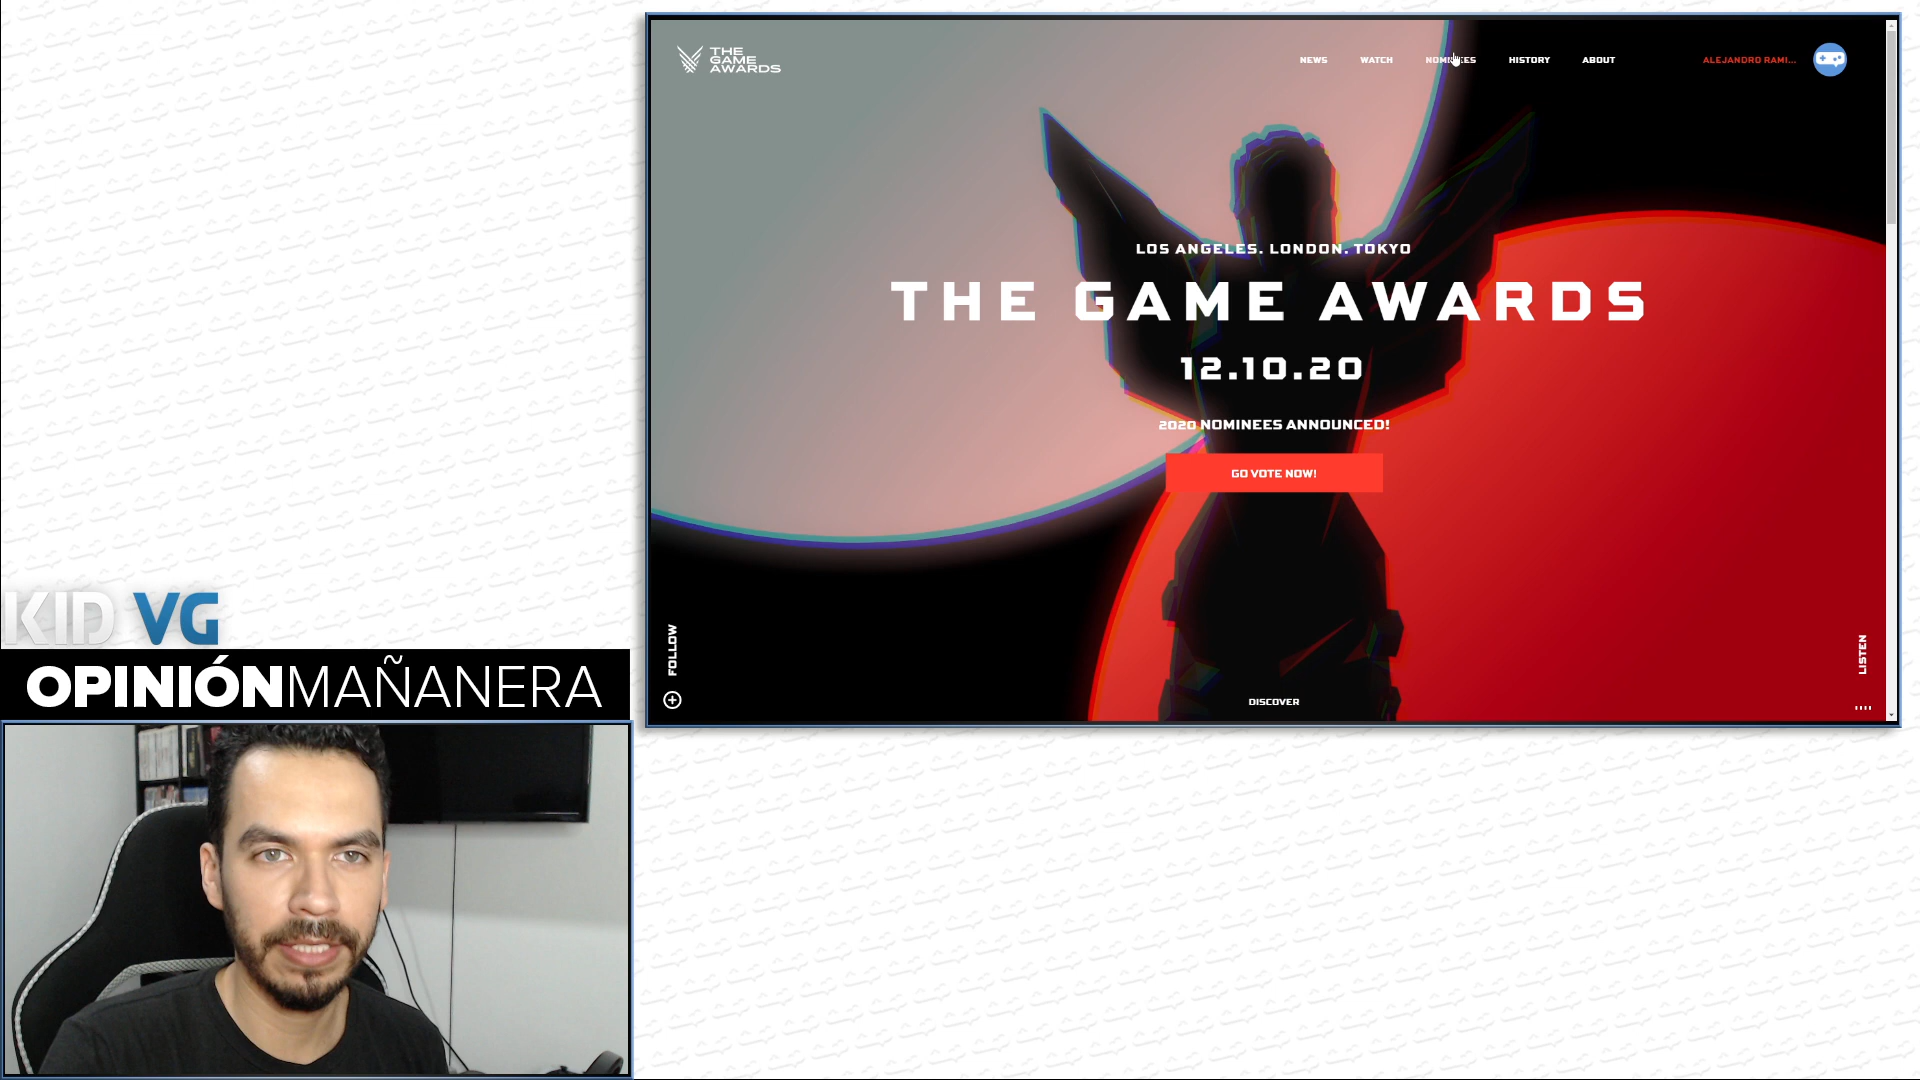 THE
GAME
AWARDS
NEWS
WATCH
NOMINEES
HISTORY
ABOUT
ALEJANDRO RAMI...
LOS ANGELES. LONDON. TOKYO
THE GAME AWARDS
12.10.20
2020 NOMINEES ANNOUNCED!
GO VOTE NOW!
FOLLOW
LISTEN
DISCOVER
KID VG
OPINIÓNMAÑANERA